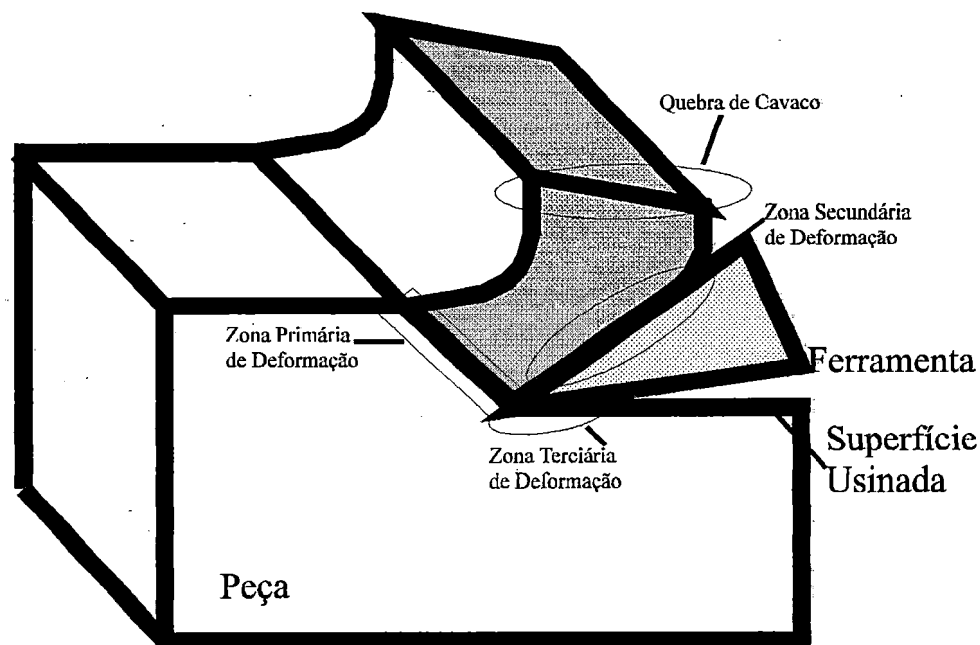 Quebra de Cavaco
Zona Secundária
de Deformação
Zona Primária
de Deformação
Ferramenta
Superfície
Usinada
Zona Terciária
de Deformação
Peça